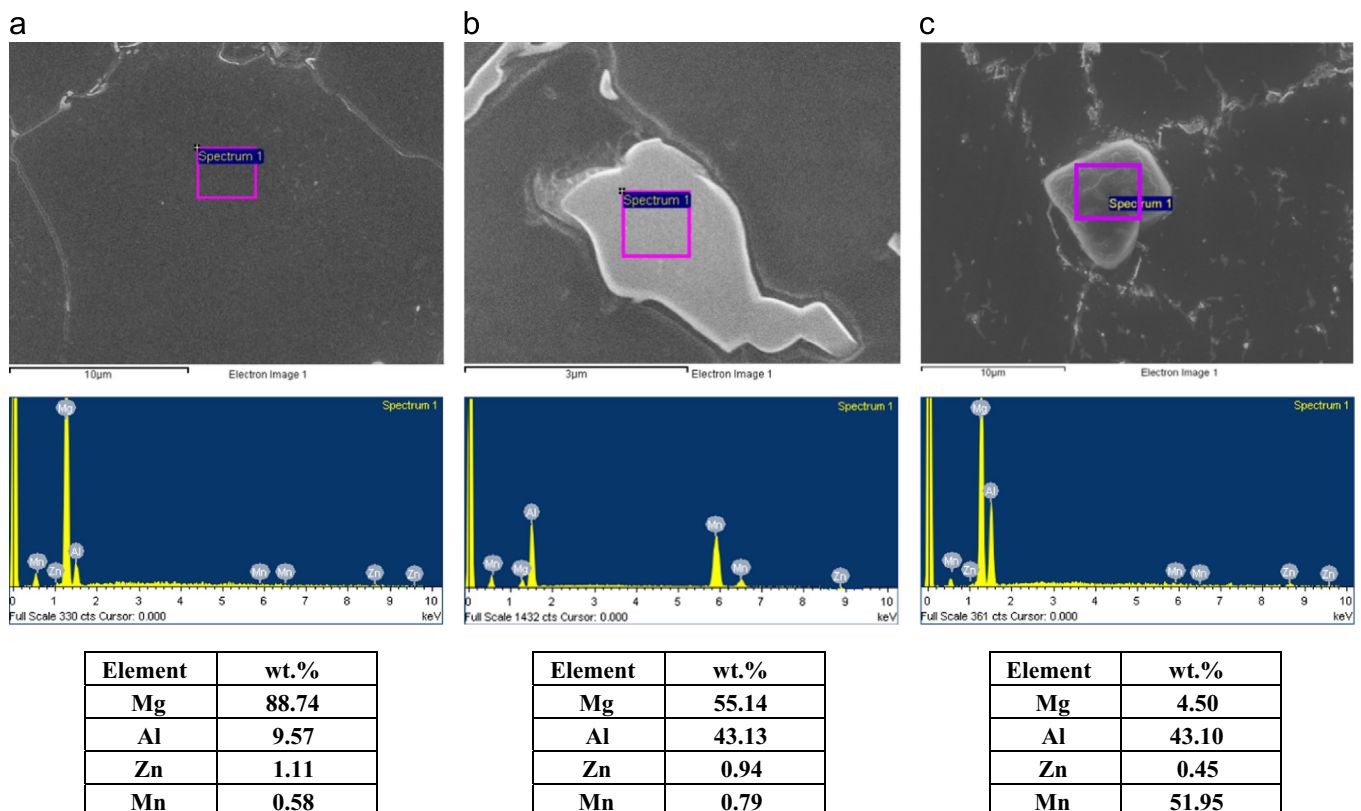 a
b
c
Spectrum 1
Spectrum 1
Spectrum 1
10µm Electron Image 1
3µm Electron Image 1
10µm Electron Image 1
Spectrum 1
Mg
Al
Mn
Zn
Mn
Mn
Zn
Zn
0 1 2 3 4 5 6 7 8 9 10
Full Scale 330 cts Cursor: 0.000 keV
Spectrum 1
Al
Mn
Mn
Mg
Mn
Zn
0 1 2 3 4 5 6 7 8 9 10
Full Scale 1432 cts Cursor: 0.000 keV
Spectrum 1
Mg
Al
Mn
Zn
Mn
Mn
Zn
Zn
0 1 2 3 4 5 6 7 8 9 10
Full Scale 361 cts Cursor: 0.000 keV
Element wt.%
Mg 88.74
Al 9.57
Zn 1.11
Mn 0.58
Element wt.%
Mg 55.14
Al 43.13
Zn 0.94
Mn 0.79
Element wt.%
Mg 4.50
Al 43.10
Zn 0.45
Mn 51.95